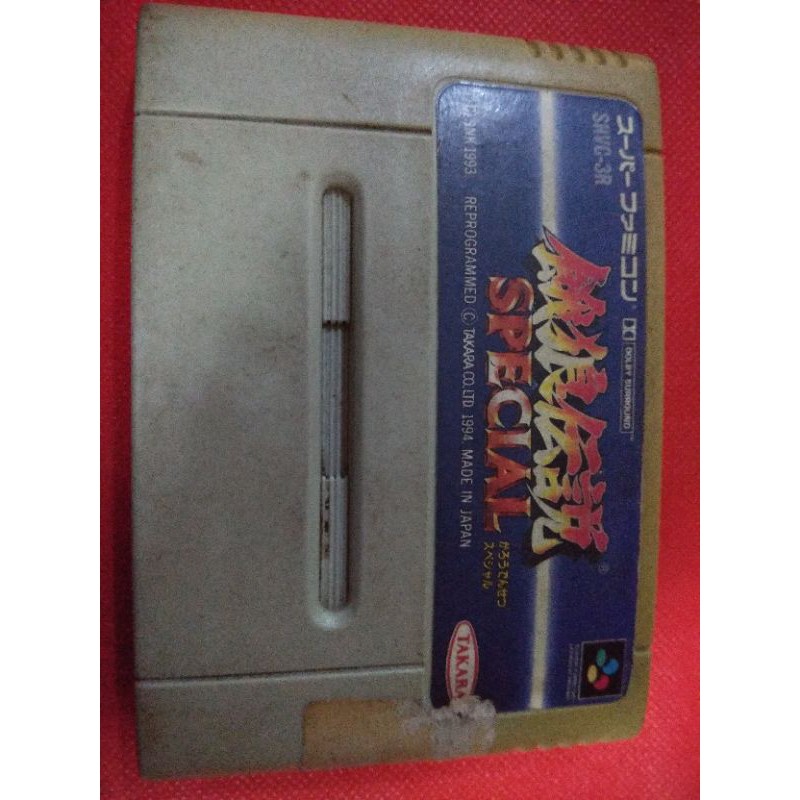 スーパーファミコン
SHVC-3R
DOLBY SURROUND
餓狼伝説®
SPECIAL
がろうでんせつ
スペシャル
© SNK 1993. REPROGRAMMED © TAKARA CO.LTD 1994. MADE IN JAPAN
TAKARA